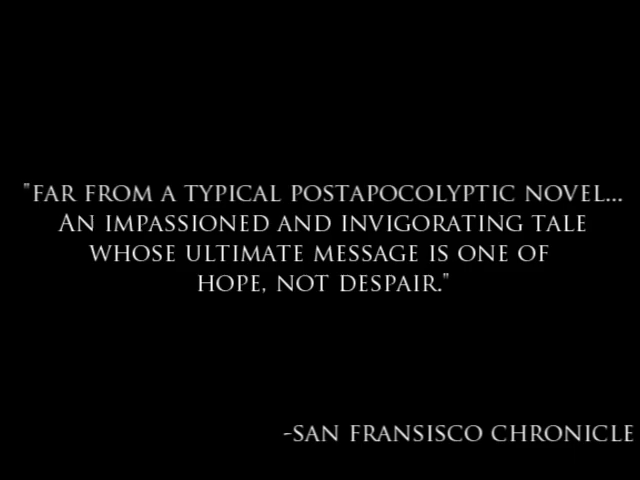 "FAR FROM A TYPICAL POSTAPOCOLYPTIC NOVEL...
AN IMPASSIONED AND INVIGORATING TALE
WHOSE ULTIMATE MESSAGE IS ONE OF
HOPE, NOT DESPAIR."
-SAN FRANSISCO CHRONICLE